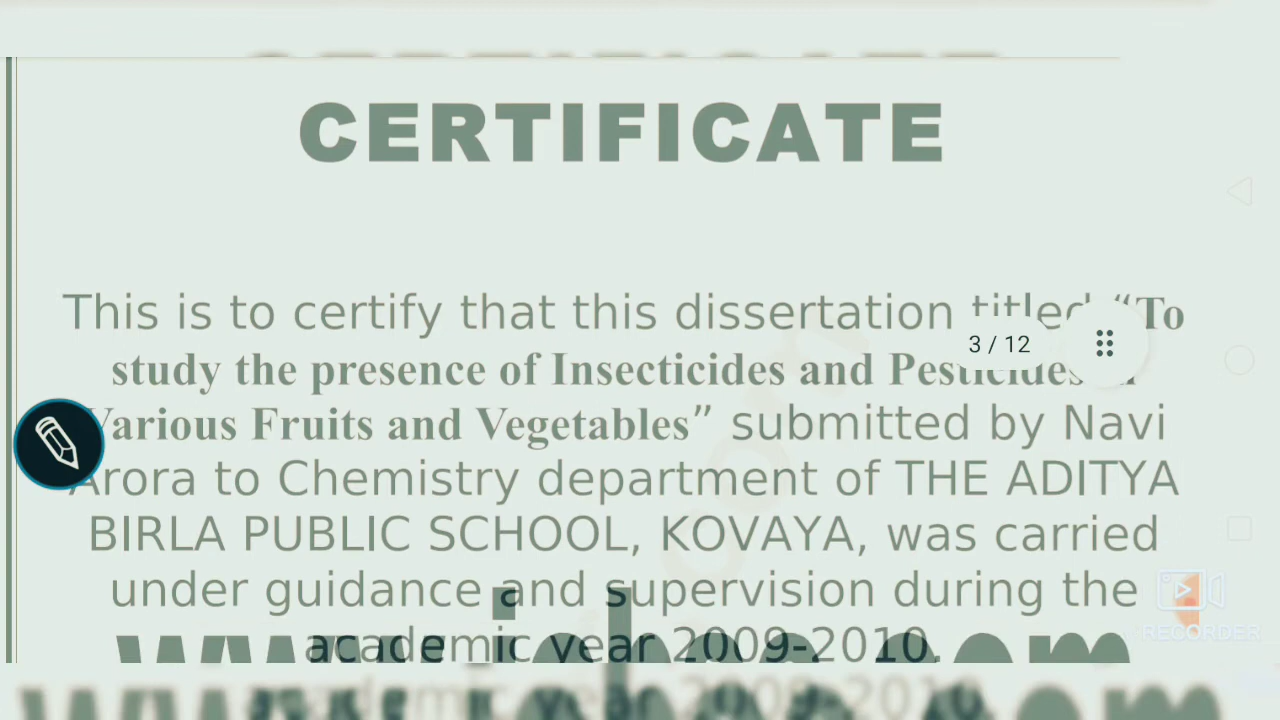 CERTIFICATE
This is to certify that this dissertation titled “To
study the presence of Insecticides and Pesticides
Various Fruits and Vegetables” submitted by Navi
Arora to Chemistry department of THE ADITYA
BIRLA PUBLIC SCHOOL, KOVAYA, was carried
under guidance and supervision during the
academic year 2009-2010.
3 / 12
RECORDER